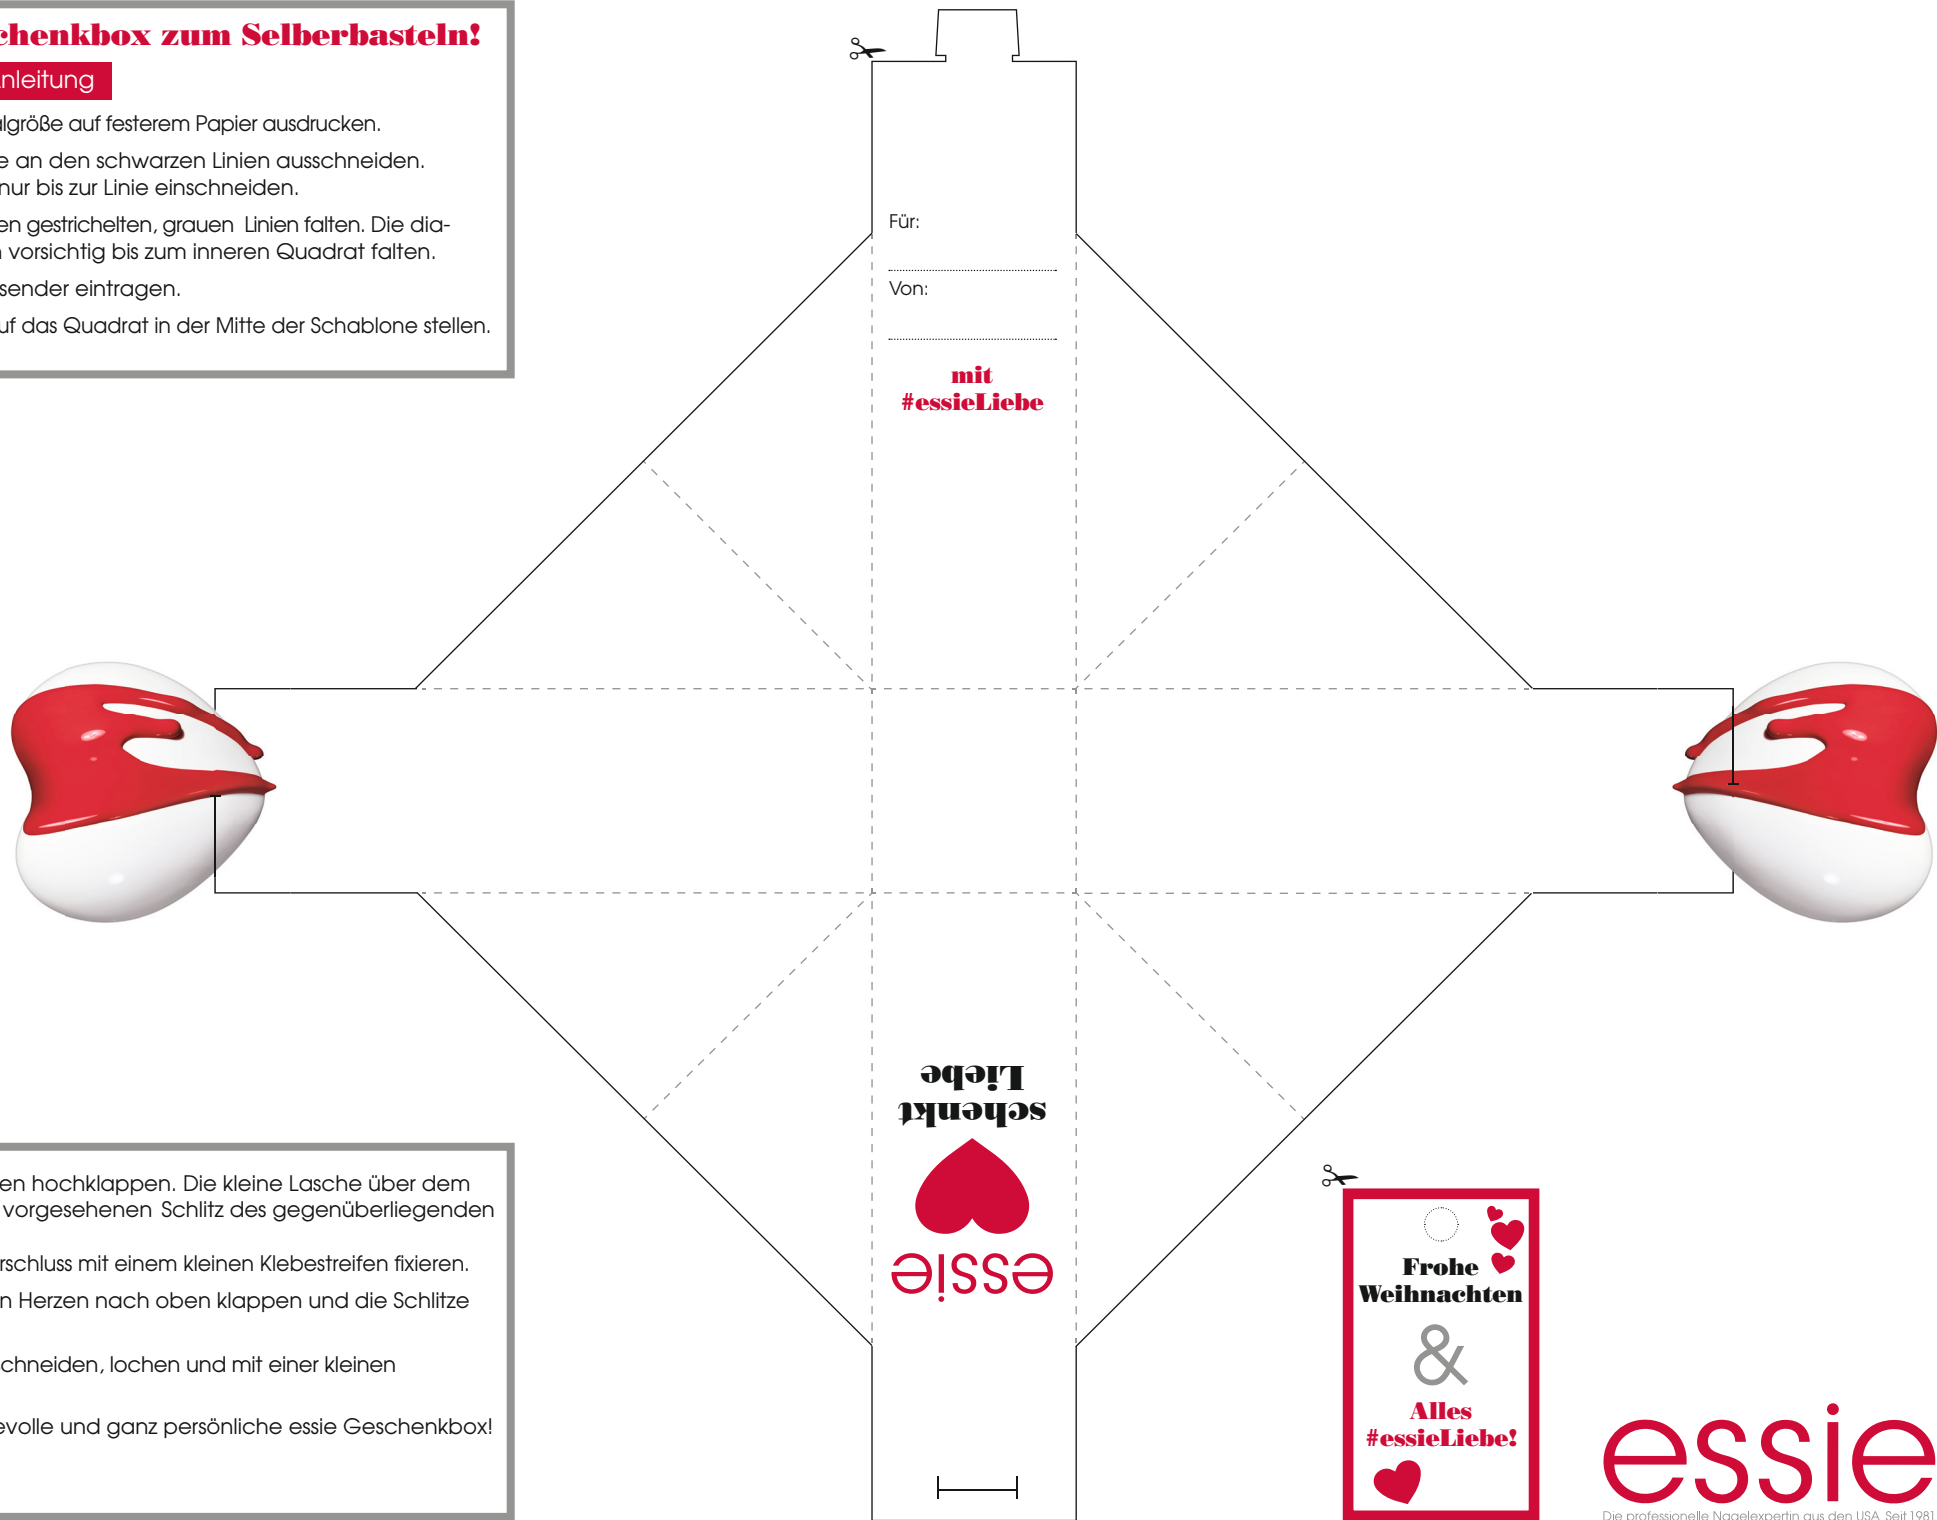 chenkbox zum Selberbasteln!
nleitung
algröße auf festerem Papier ausdrucken.
e an den schwarzen Linien ausschneiden.
nur bis zur Linie einschneiden.
en gestrichelten, grauen Linien falten. Die dia-
n vorsichtig bis zum inneren Quadrat falten.
sender eintragen.
uf das Quadrat in der Mitte der Schablone stellen.
Für:
Von:
mit
#essieLiebe
essie
schenkt
Liebe
en hochklappen. Die kleine Lasche über dem
vorgesehenen Schlitz des gegenüberliegenden
rschluss mit einem kleinen Klebestreifen fixieren.
n Herzen nach oben klappen und die Schlitze
chneiden, lochen und mit einer kleinen
evolle und ganz persönliche essie Geschenkbox!
Frohe
Weihnachten
&
Alles
#essieLiebe!
essie
Die professionelle Nagelexpertin aus den USA. Seit 1981